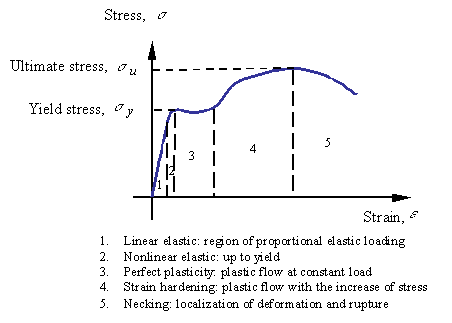 Stress, σ
Ultimate stress, σu
Yield stress, σy
1
2
3
4
5
Strain, ε
1. Linear elastic: region of proportional elastic loading
2. Nonlinear elastic: up to yield
3. Perfect plasticity: plastic flow at constant load
4. Strain hardening: plastic flow with the increase of stress
5. Necking: localization of deformation and rupture